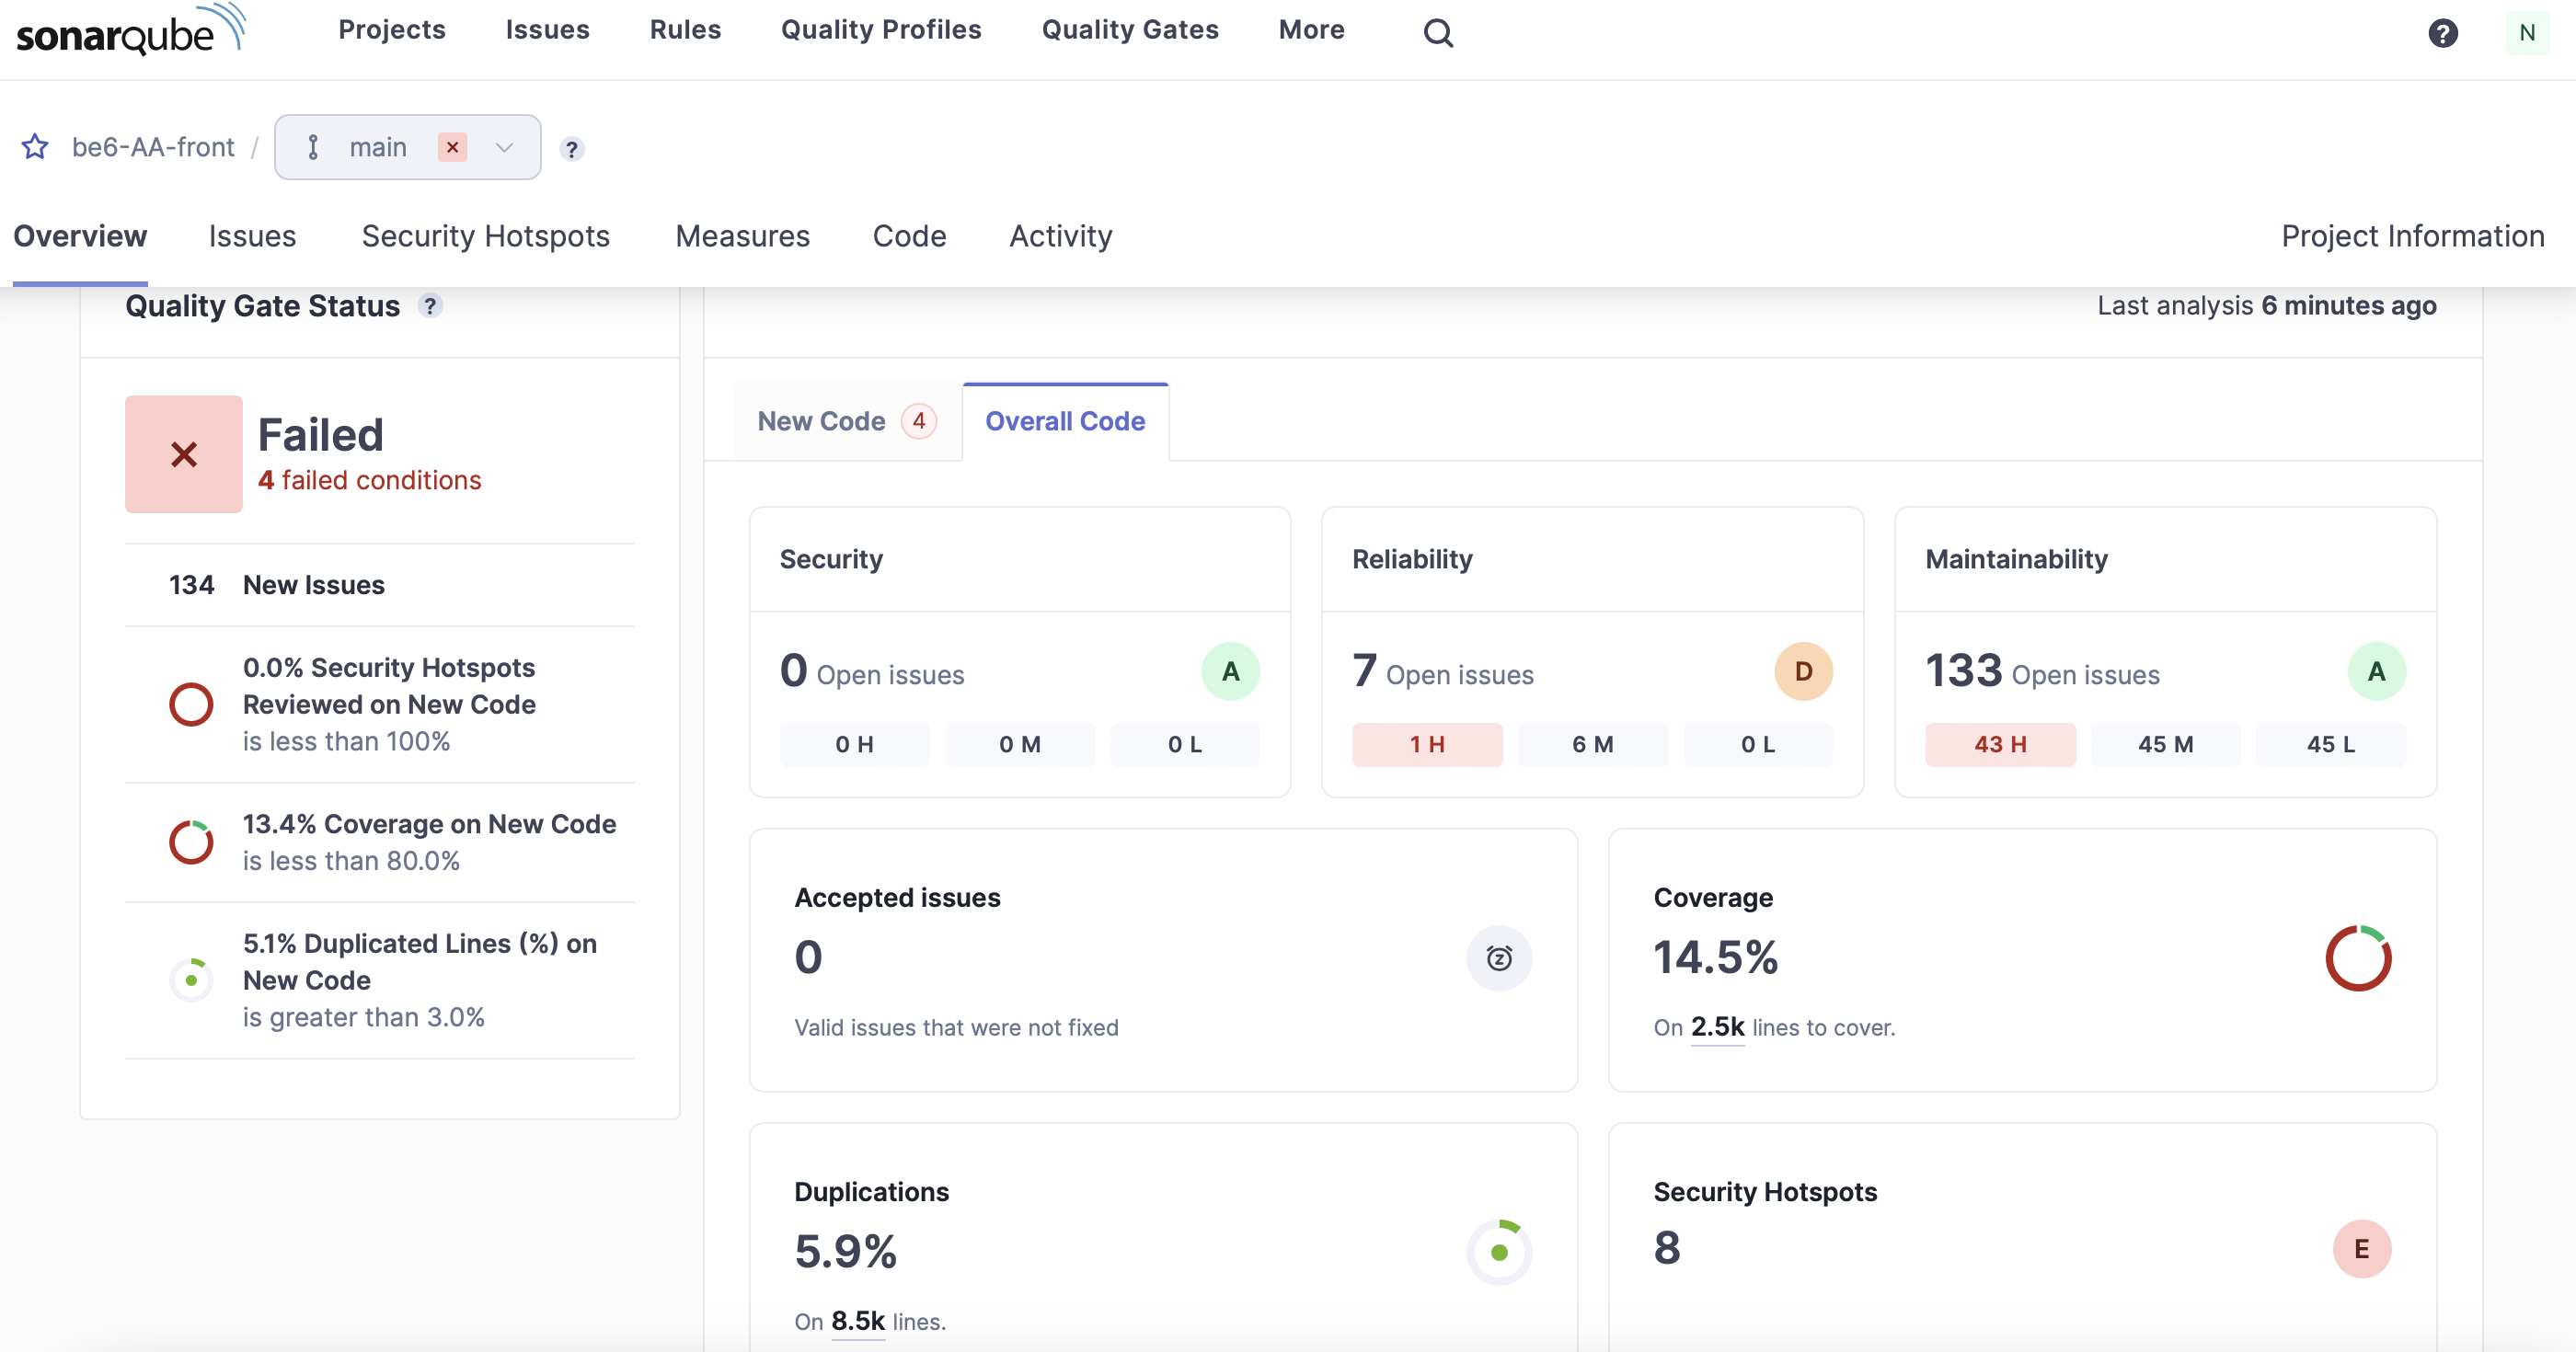 sonarqube
Projects Issues Rules Quality Profiles Quality Gates More ? N
be6-AA-front / main ?
Overview Issues Security Hotspots Measures Code Activity Project Information
Quality Gate Status ?
Last analysis 6 minutes ago
Failed
4 failed conditions
134 New Issues
0.0% Security Hotspots
Reviewed on New Code
is less than 100%
13.4% Coverage on New Code
is less than 80.0%
5.1% Duplicated Lines (%) on
New Code
is greater than 3.0%
New Code 4 Overall Code
Security
0 Open issues A
0 H 0 M 0 L
Reliability
7 Open issues D
1 H 6 M 0 L
Maintainability
133 Open issues A
43 H 45 M 45 L
Accepted issues
0
Valid issues that were not fixed
Coverage
14.5%
On 2.5k lines to cover.
Duplications
5.9%
On 8.5k lines.
Security Hotspots
8
E